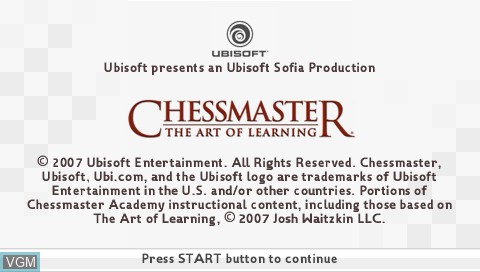 UBISOFT
Ubisoft presents an Ubisoft Sofia Production
CHESSMASTER
THE ART OF LEARNING
© 2007 Ubisoft Entertainment. All Rights Reserved. Chessmaster,
Ubisoft, Ubi.com, and the Ubisoft logo are trademarks of Ubisoft
Entertainment in the U.S. and/or other countries. Portions of
Chessmaster Academy instructional content, including those based on
The Art of Learning, © 2007 Josh Waitzkin LLC.
Press START button to continue
VGM